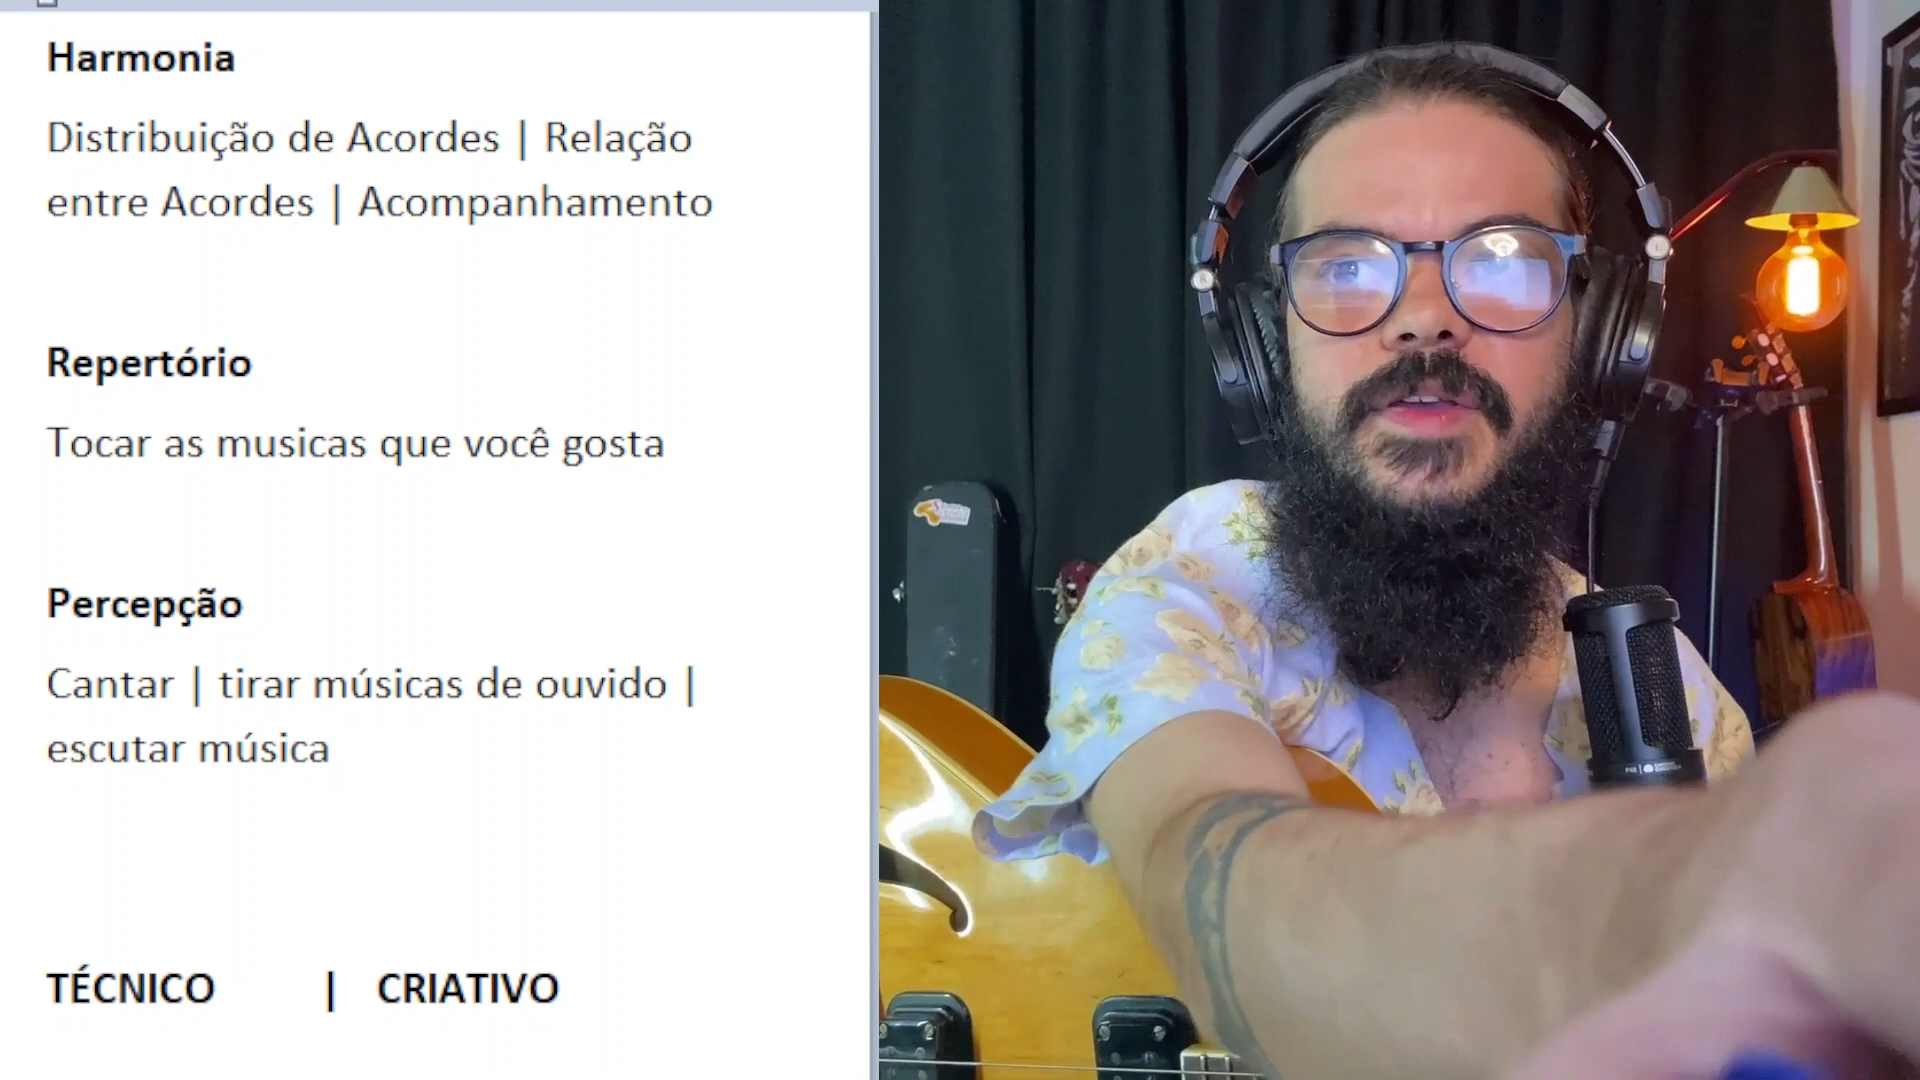 Harmonia
Distribuição de Acordes | Relação
entre Acordes | Acompanhamento
Repertório
Tocar as musicas que você gosta
Percepção
Cantar | tirar músicas de ouvido |
escutar música
TÉCNICO | CRIATIVO